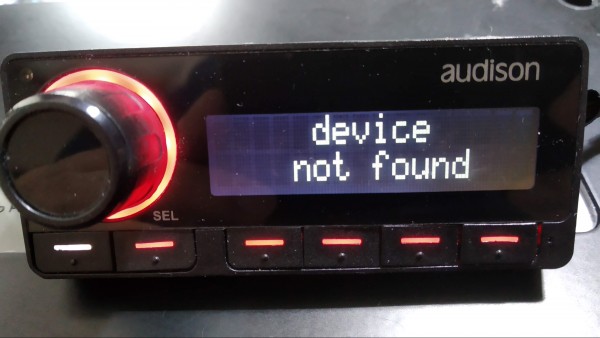 audison
device
not found
SEL